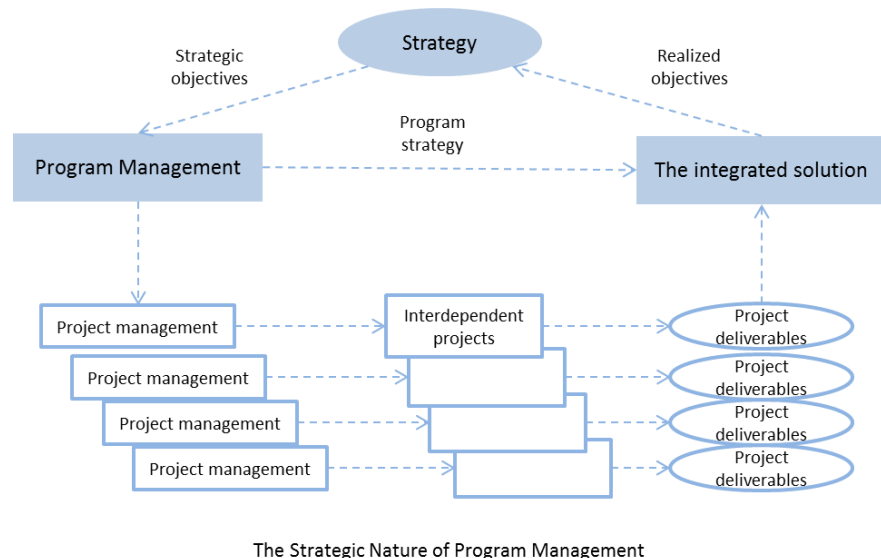 Strategy
Strategic
objectives
Realized
objectives
Program
strategy
Program Management
The integrated solution
Project management
Interdependent
projects
Project
deliverables
Project management
Project
deliverables
Project management
Project
deliverables
Project management
Project
deliverables
The Strategic Nature of Program Management